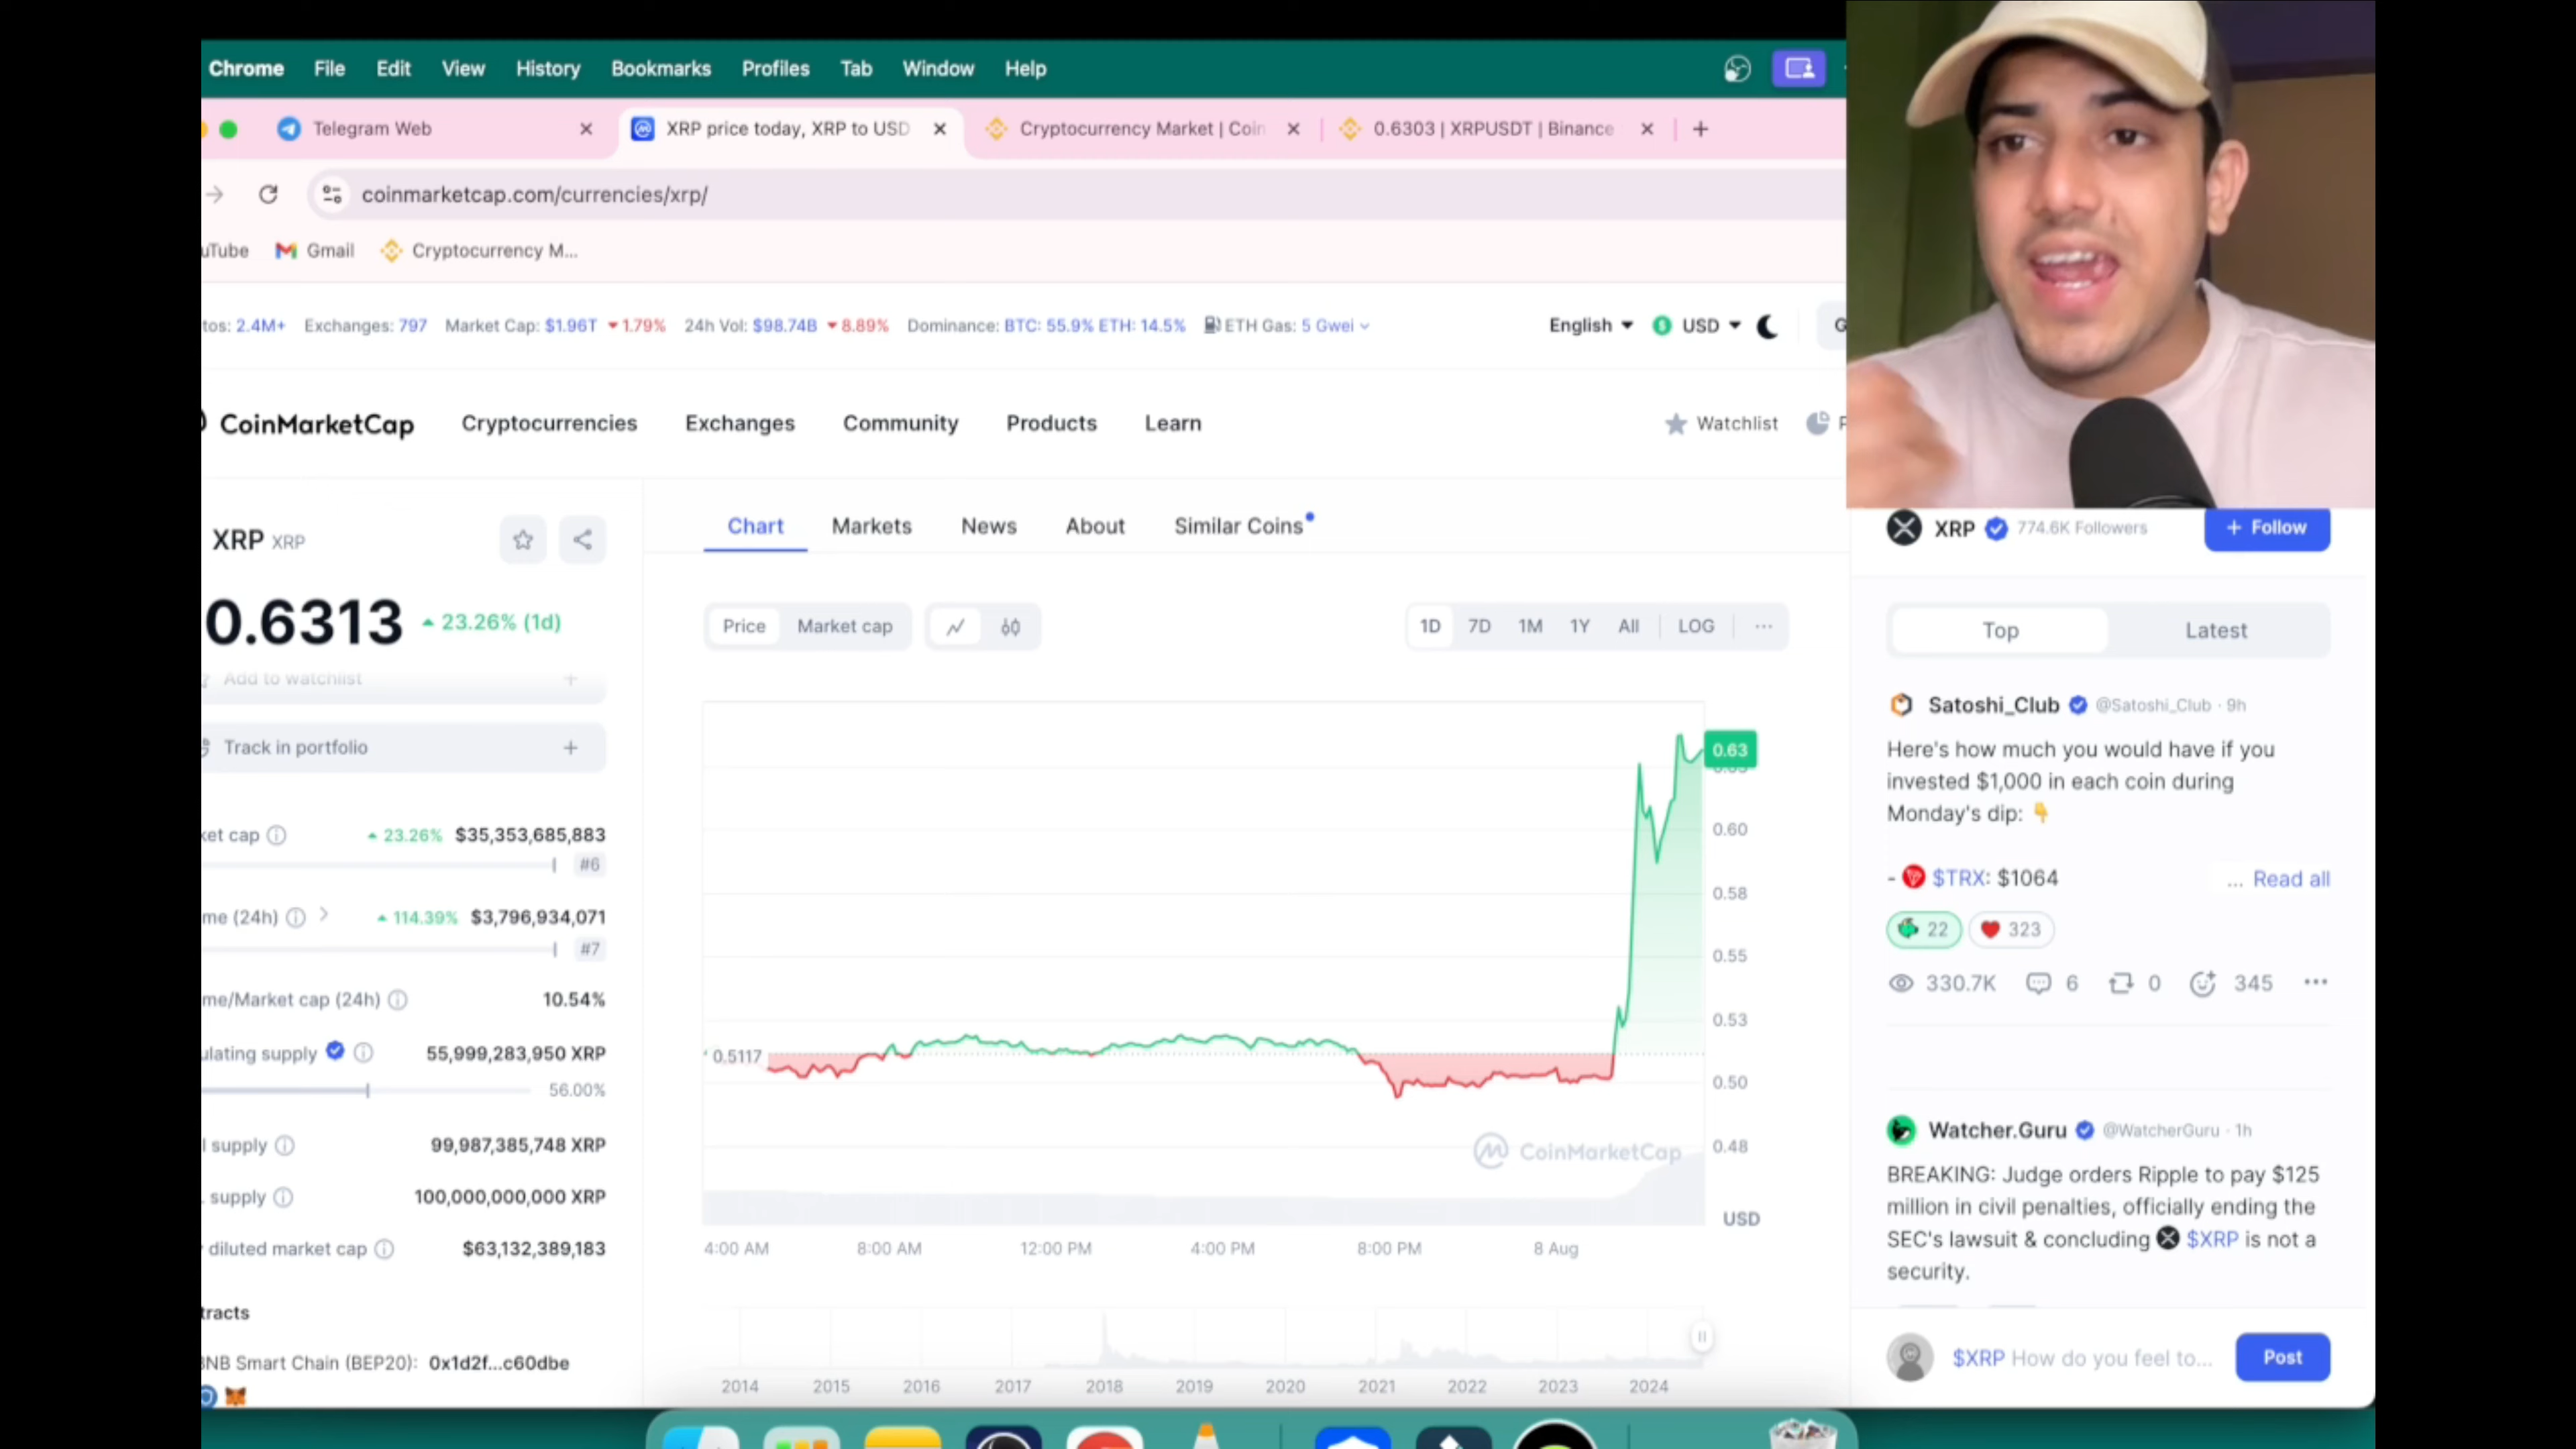 Chrome File Edit View History Bookmarks Profiles Tab Window Help
Telegram Web XRP price today, XRP to USD Cryptocurrency Market | Coin 0.6303 | XRPUSDT | Binance
coinmarketcap.com/currencies/xrp/
uTube Gmail Cryptocurrency M...
tos: 2.4M+ Exchanges: 797 Market Cap: $1.96T 1.79% 24h Vol: $98.74B 8.89% Dominance: BTC: 55.9% ETH: 14.5% ETH Gas: 5 Gwei English USD G
CoinMarketCap Cryptocurrencies Exchanges Community Products Learn Watchlist P
XRP XRP
0.6313 23.26% (1d)
Add to watchlist +
Track in portfolio +
ket cap 23.26% $35,353,685,883
#6
me (24h) 114.39% $3,796,934,071
#7
me/Market cap (24h) 10.54%
ulating supply 55,999,283,950 XRP
56.00%
l supply 99,987,385,748 XRP
. supply 100,000,000,000 XRP
diluted market cap $63,132,389,183
tracts
BNB Smart Chain (BEP20): 0x1d2f...c60dbe
Chart Markets News About Similar Coins
Price Market cap 1D 7D 1M 1Y All LOG ...
0.63
0.60
0.58
0.55
0.53
0.5117
0.50
0.48
CoinMarketCap
USD
4:00 AM 8:00 AM 12:00 PM 4:00 PM 8:00 PM 8 Aug
2014 2015 2016 2017 2018 2019 2020 2021 2022 2023 2024
XRP 774.6K Followers + Follow
Top Latest
Satoshi_Club @Satoshi_Club · 9h
Here's how much you would have if you
invested $1,000 in each coin during
Monday's dip:
- $TRX: $1064 ... Read all
22 323
330.7K 6 0 345 ...
Watcher.Guru @WatcherGuru · 1h
BREAKING: Judge orders Ripple to pay $125
million in civil penalties, officially ending the
SEC's lawsuit & concluding $XRP is not a
security.
$XRP How do you feel to... Post